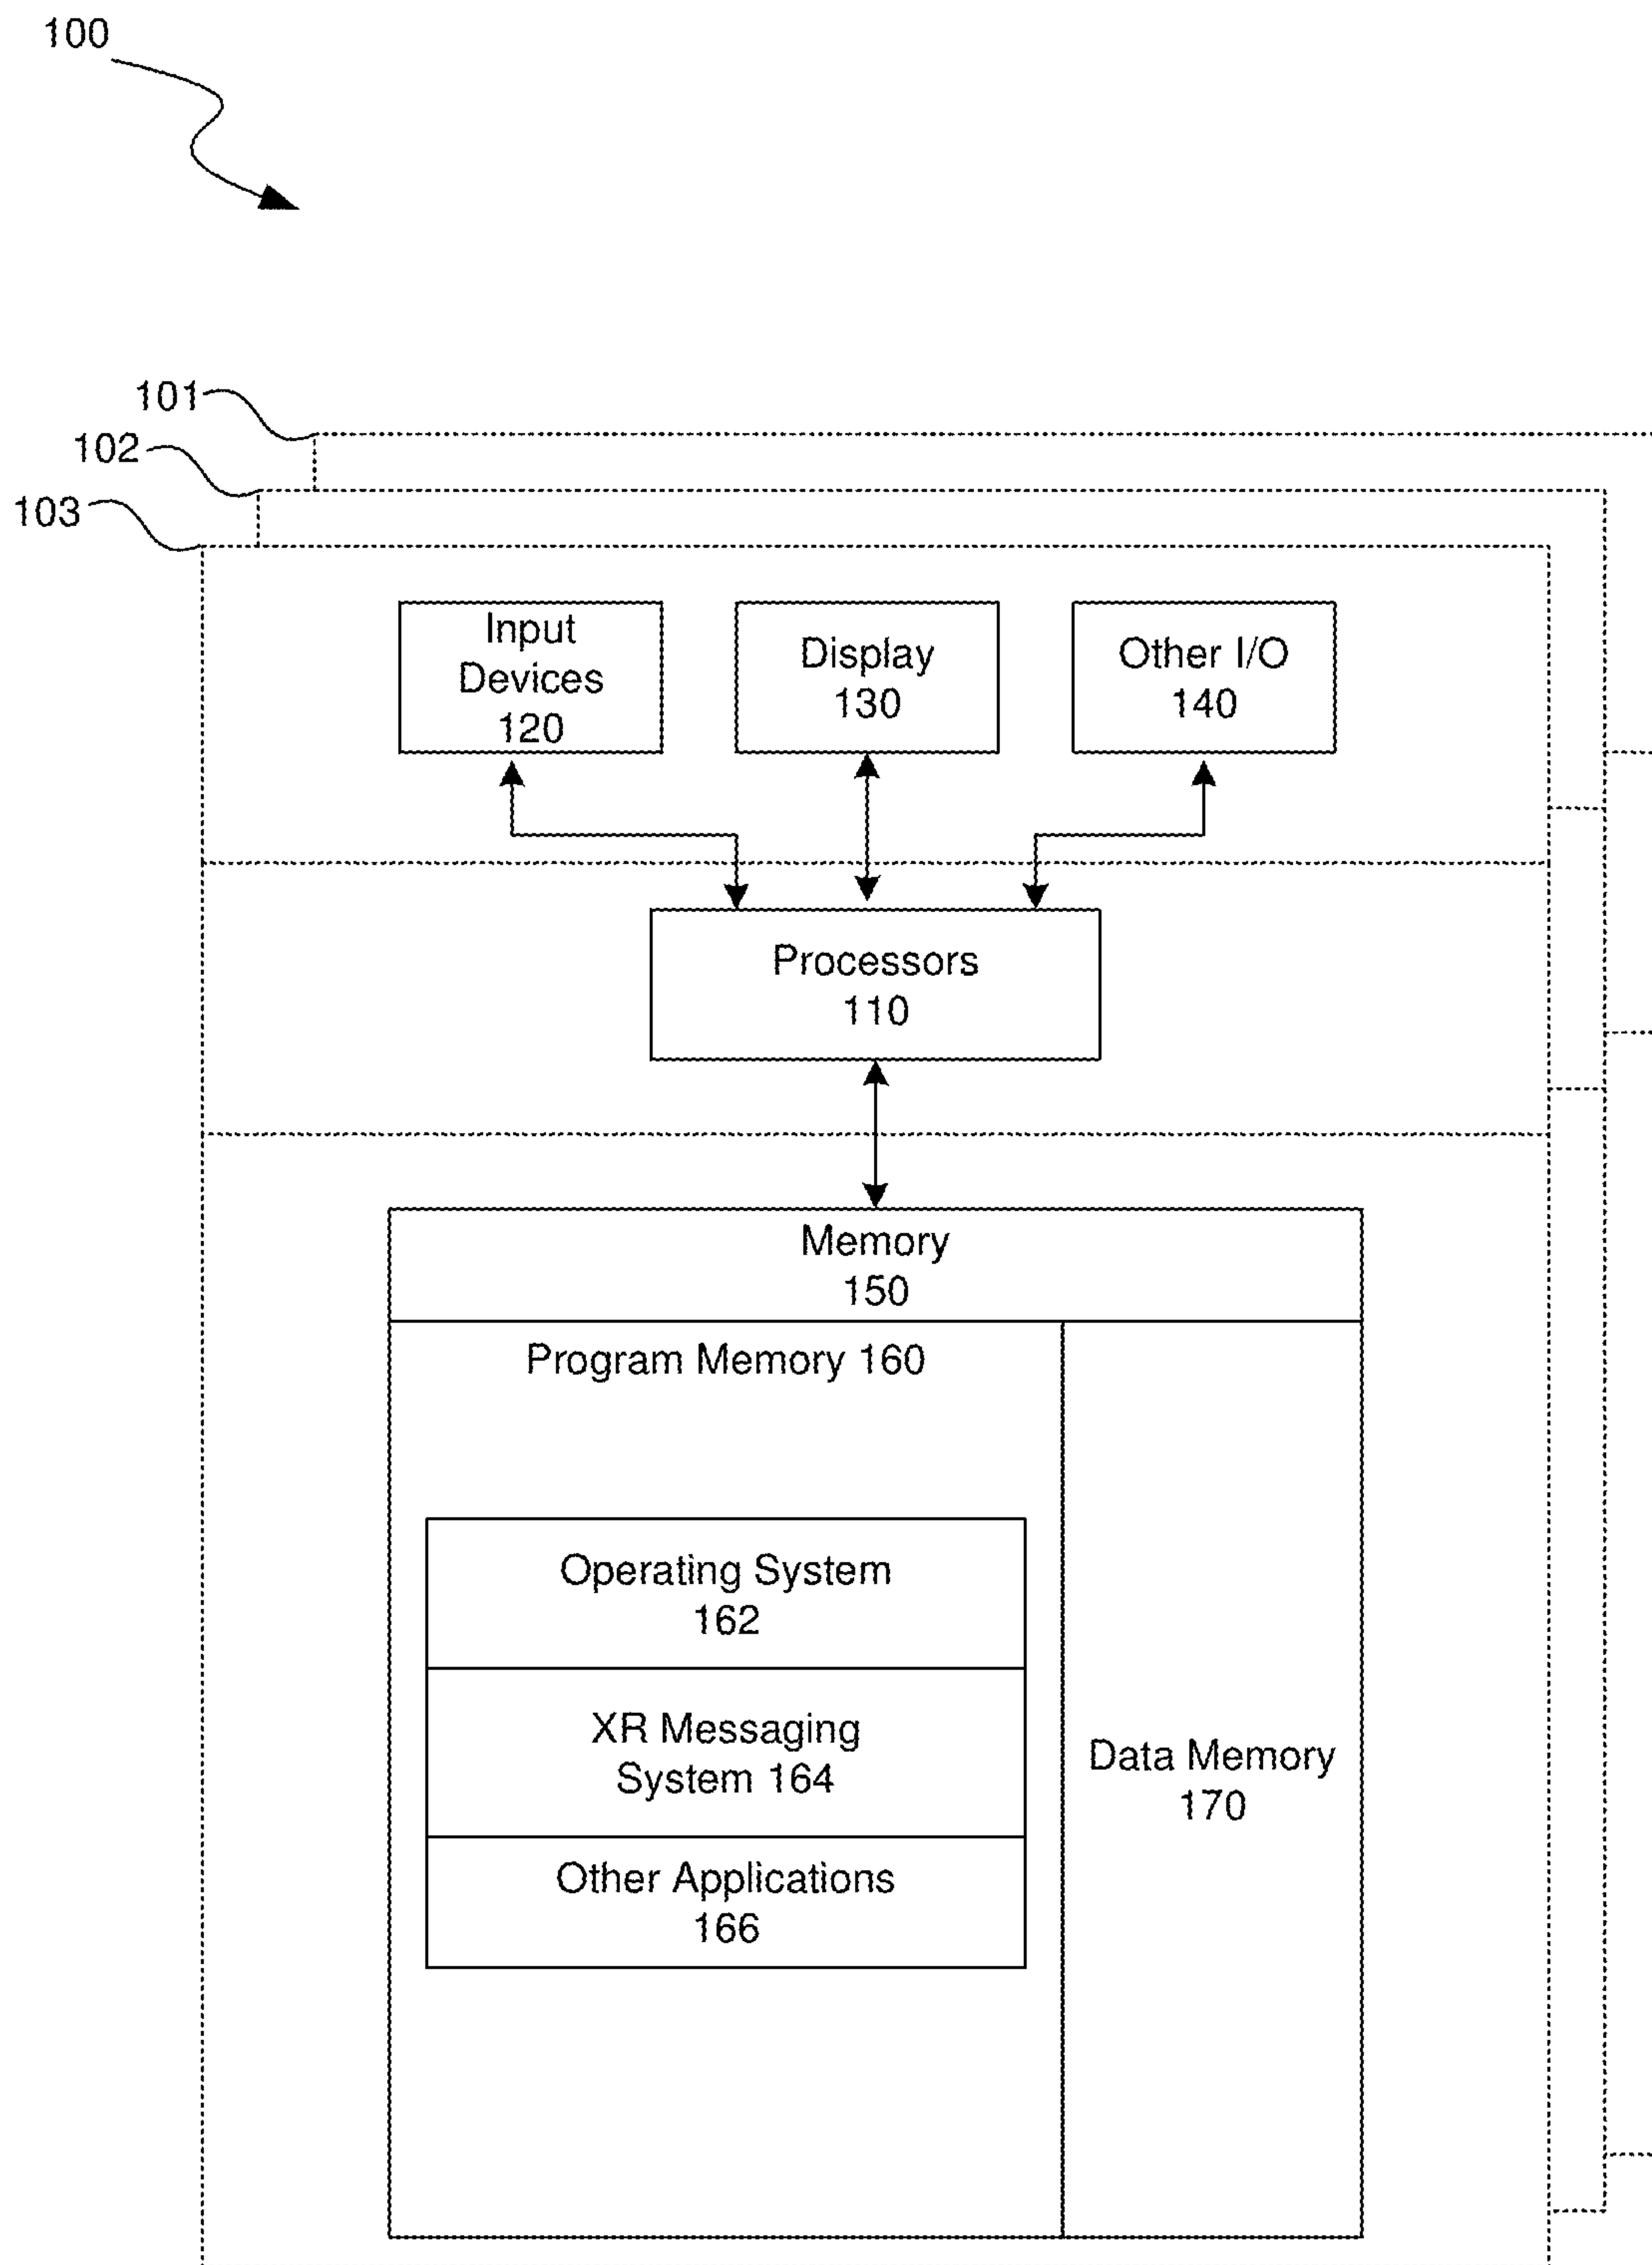 100
101
102
103
Input
Devices
120
Display
130
Other I/O
140
Processors
110
Memory
150
Program Memory 160
Operating System
162
XR Messaging
System 164
Other Applications
166
Data Memory
170